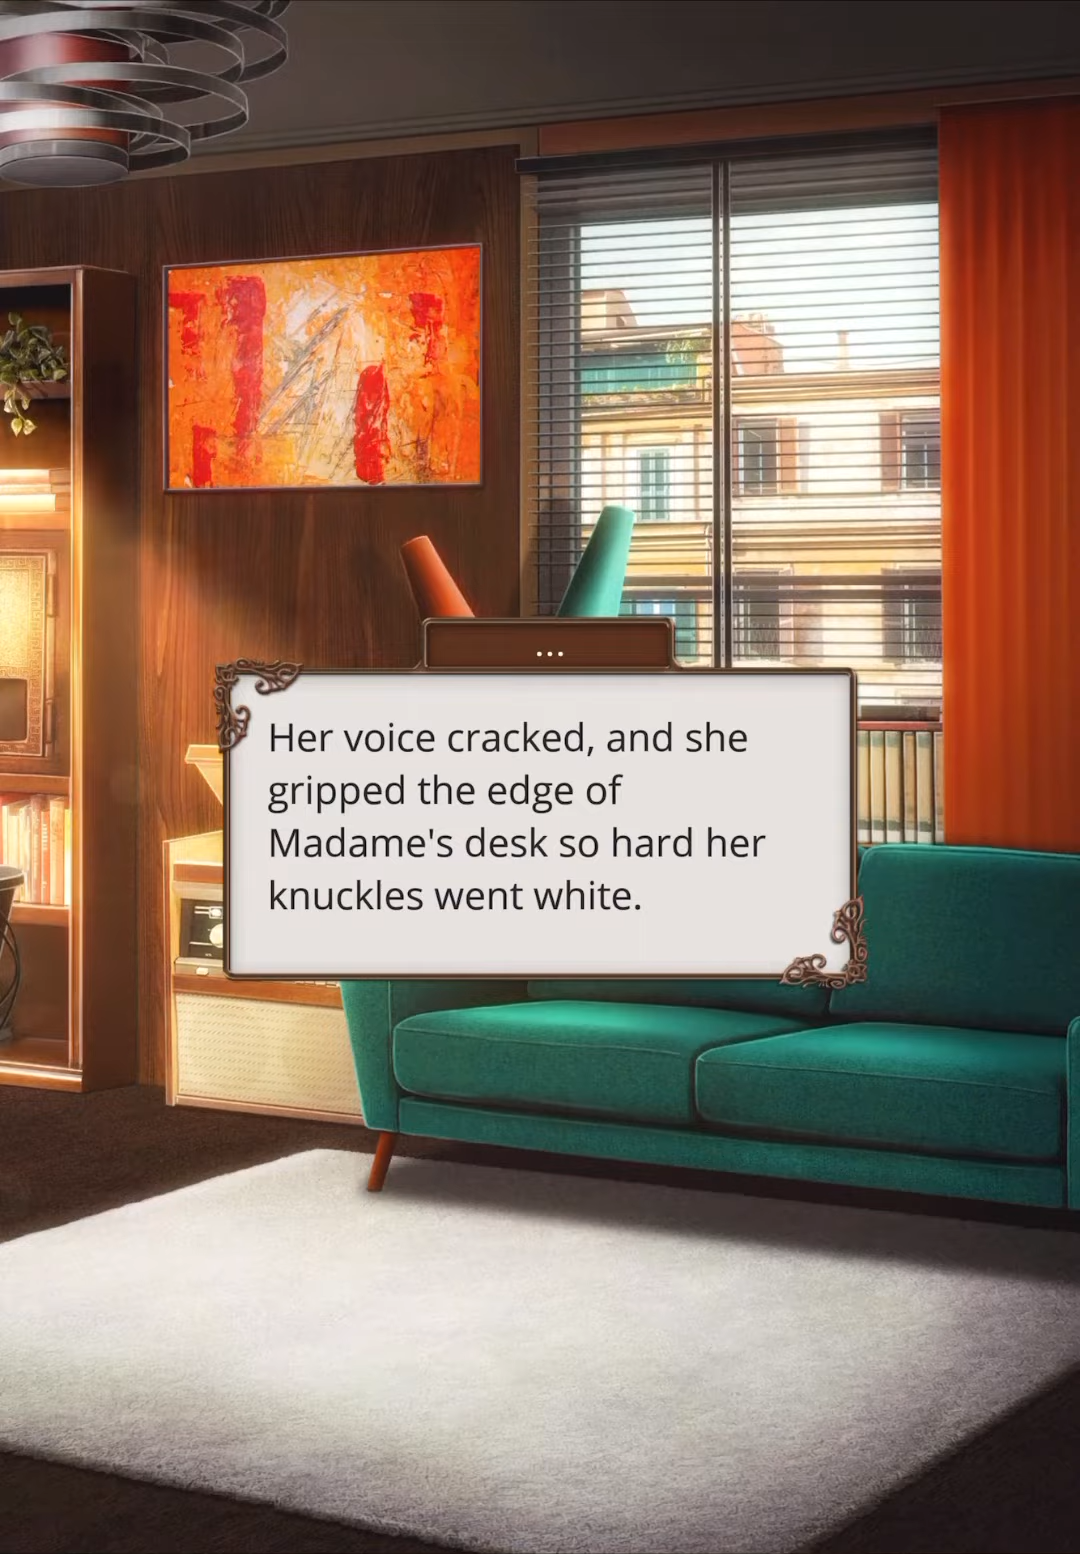 ...
Her voice cracked, and she
gripped the edge of
Madame's desk so hard her
knuckles went white.